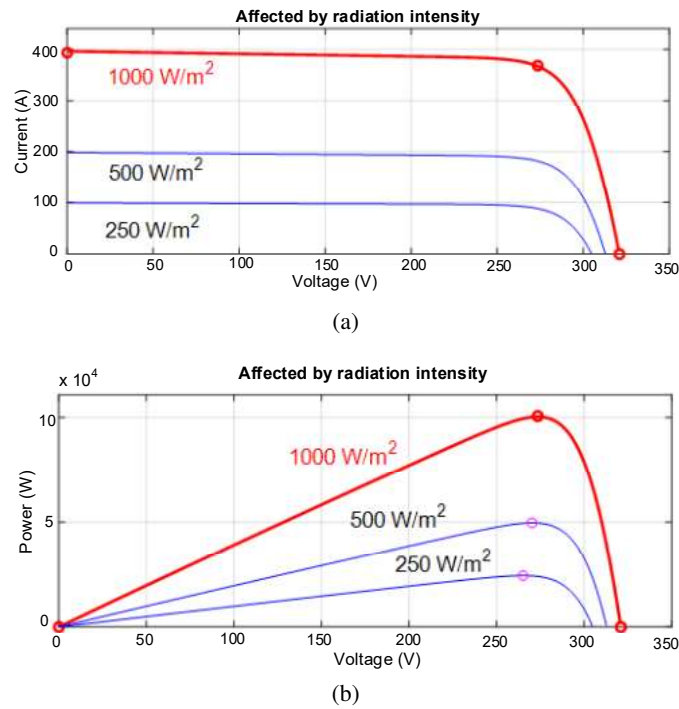 Affected by radiation intensity
400
300
200
100
0
Current (A)
1000 W/m²
500 W/m²
250 W/m²
0 50 100 150 200 250 300 350
Voltage (V)
(a)
x 10⁴
Affected by radiation intensity
10
5
0
Power (W)
1000 W/m²
500 W/m²
250 W/m²
0 50 100 150 200 250 300 350
Voltage (V)
(b)